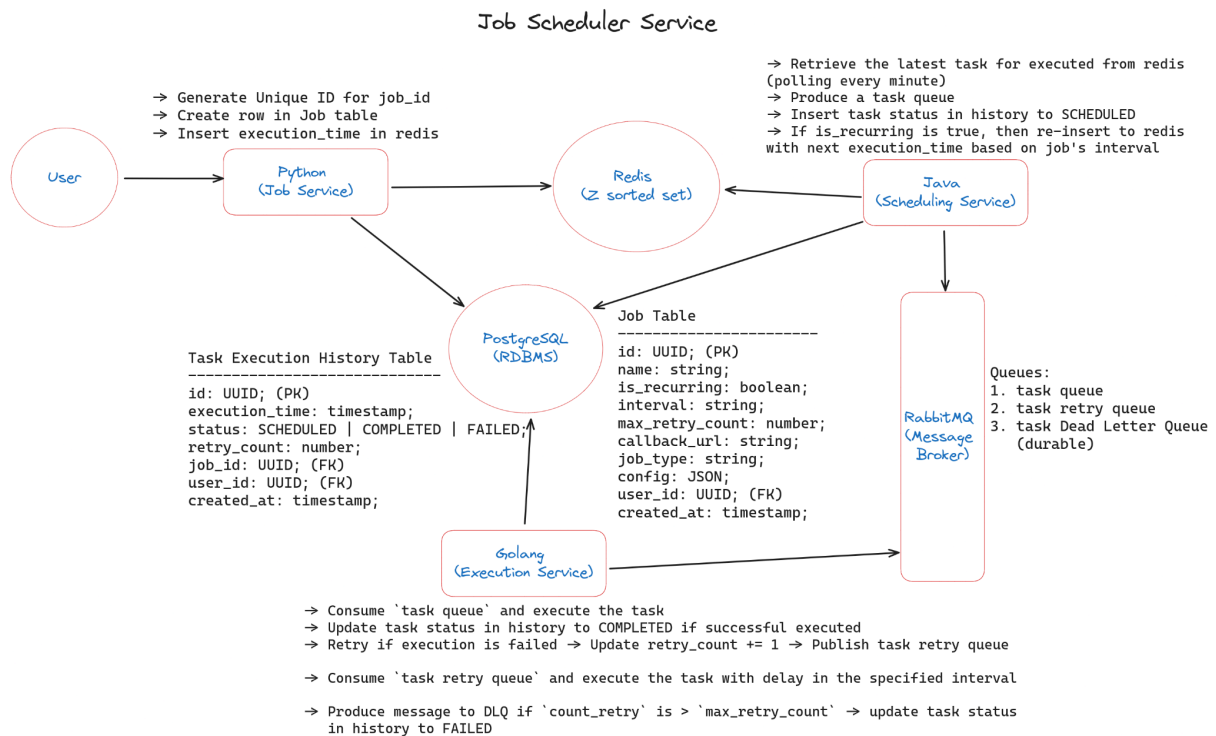 Job Scheduler Service
-> Generate Unique ID for job_id
-> Create row in Job table
-> Insert execution_time in redis
-> Retrieve the latest task for executed from redis
(polling every minute)
-> Produce a task queue
-> Insert task status in history to SCHEDULED
-> If is_recurring is true, then re-insert to redis
with next execution_time based on job's interval
User
Python
(Job Service)
Redis
(Z sorted set)
Java
(Scheduling Service)
PostgreSQL
(RDBMS)
Task Execution History Table
----------------------------
id: UUID; (PK)
execution_time: timestamp;
status: SCHEDULED | COMPLETED | FAILED;
retry_count: number;
job_id: UUID; (FK)
user_id: UUID; (FK)
created_at: timestamp;
Job Table
----------------------
id: UUID; (PK)
name: string;
is_recurring: boolean;
interval: string;
max_retry_count: number;
callback_url: string;
job_type: string;
config: JSON;
user_id: UUID; (FK)
created_at: timestamp;
RabbitMQ
(Message
Broker)
Queues:
1. task queue
2. task retry queue
3. task Dead Letter Queue
(durable)
Golang
(Execution Service)
-> Consume `task queue` and execute the task
-> Update task status in history to COMPLETED if successful executed
-> Retry if execution is failed -> Update retry_count += 1 -> Publish task retry queue
-> Consume `task retry queue` and execute the task with delay in the specified interval
-> Produce message to DLQ if `count_retry` is > `max_retry_count` -> update task status
in history to FAILED